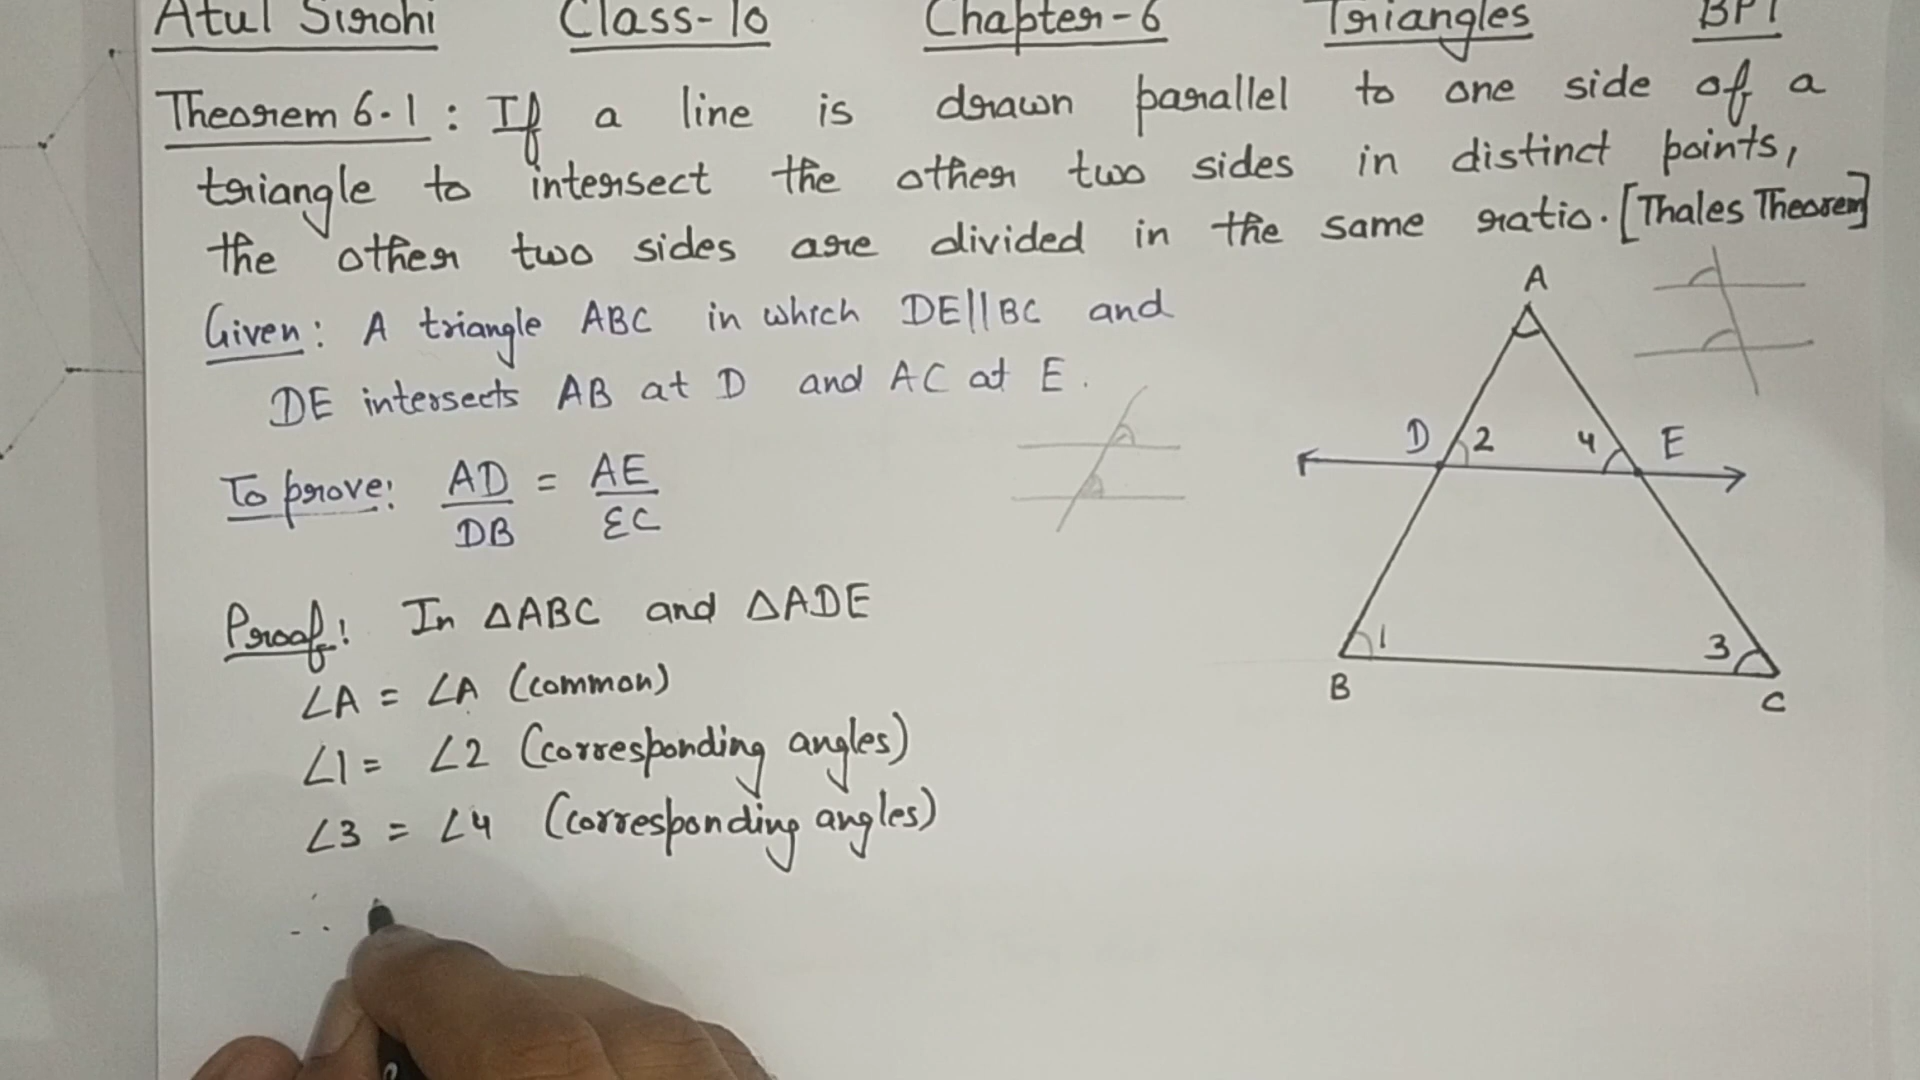 Atul Sirohi Class-10 Chapter-6 Triangles BPT
Theorem 6.1 : If a line is drawn parallel to one side of a
triangle to intersect the other two sides in distinct points,
the other two sides are divided in the same ratio. [Thales Theorem]
Given: A triangle ABC in which DE||BC and
DE intersects AB at D and AC at E.
To prove: AD/DB = AE/EC
Proof: In △ABC and △ADE
∠A = ∠A (common)
∠1 = ∠2 (corresponding angles)
∠3 = ∠4 (corresponding angles)
∴
A
D 2 4 E
1 3
B C